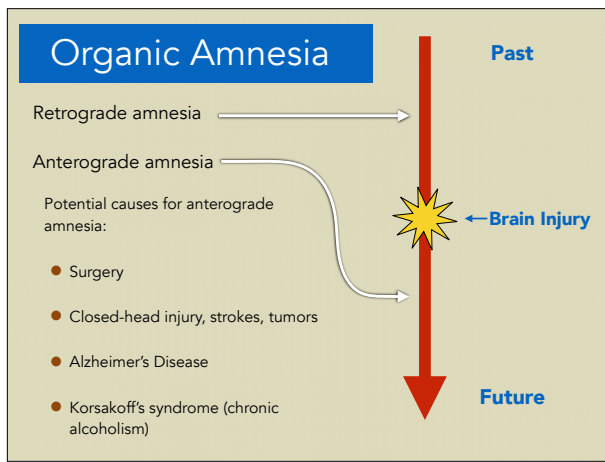 Organic Amnesia
Past
Retrograde amnesia
Anterograde amnesia
Potential causes for anterograde
amnesia:
Brain Injury
• Surgery
• Closed-head injury, strokes, tumors
• Alzheimer’s Disease
• Korsakoff’s syndrome (chronic
alcoholism)
Future